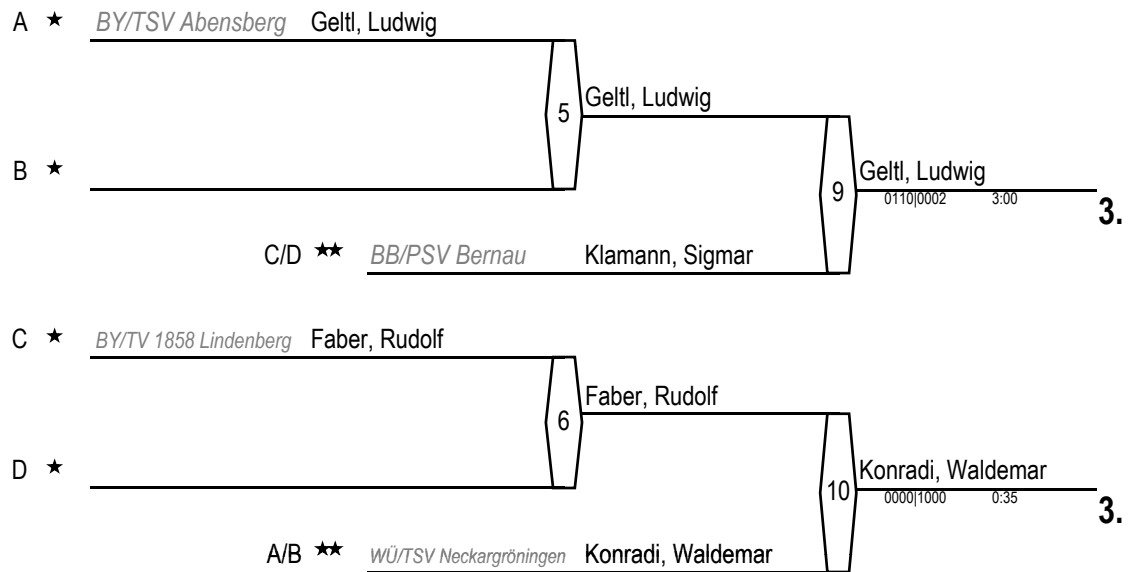 A ★ BY/TSV Abensberg Geltl, Ludwig
5 Geltl, Ludwig
B ★
9 Geltl, Ludwig
0110|0002 3:00
3.
C/D ★★ BB/PSV Bernau Klamann, Sigmar
C ★ BY/TV 1858 Lindenberg Faber, Rudolf
6 Faber, Rudolf
D ★
10 Konradi, Waldemar
0000|1000 0:35
3.
A/B ★★ WÜ/TSV Neckargröningen Konradi, Waldemar